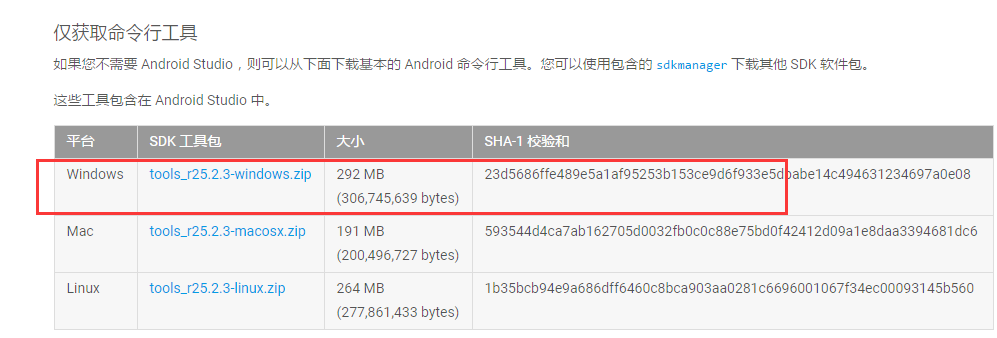 仅获取命令行工具
如果您不需要 Android Studio，则可以从下面下载基本的 Android 命令行工具。您可以使用包含的 sdkmanager 下载其他 SDK 软件包。
这些工具包含在 Android Studio 中。
平台 SDK 工具包 大小 SHA-1 校验和
Windows tools_r25.2.3-windows.zip 292 MB 23d5686ffe489e5a1af95253b153ce9d6f933e5dbabe14c494631234697a0e08
(306,745,639 bytes)
Mac tools_r25.2.3-macosx.zip 191 MB 593544d4ca7ab162705d0032fb0c0c88e75bd0f42412d09a1e8daa3394681dc6
(200,496,727 bytes)
Linux tools_r25.2.3-linux.zip 264 MB 1b35bcb94e9a686dff6460c8bca903aa0281c6696001067f34ec00093145b560
(277,861,433 bytes)